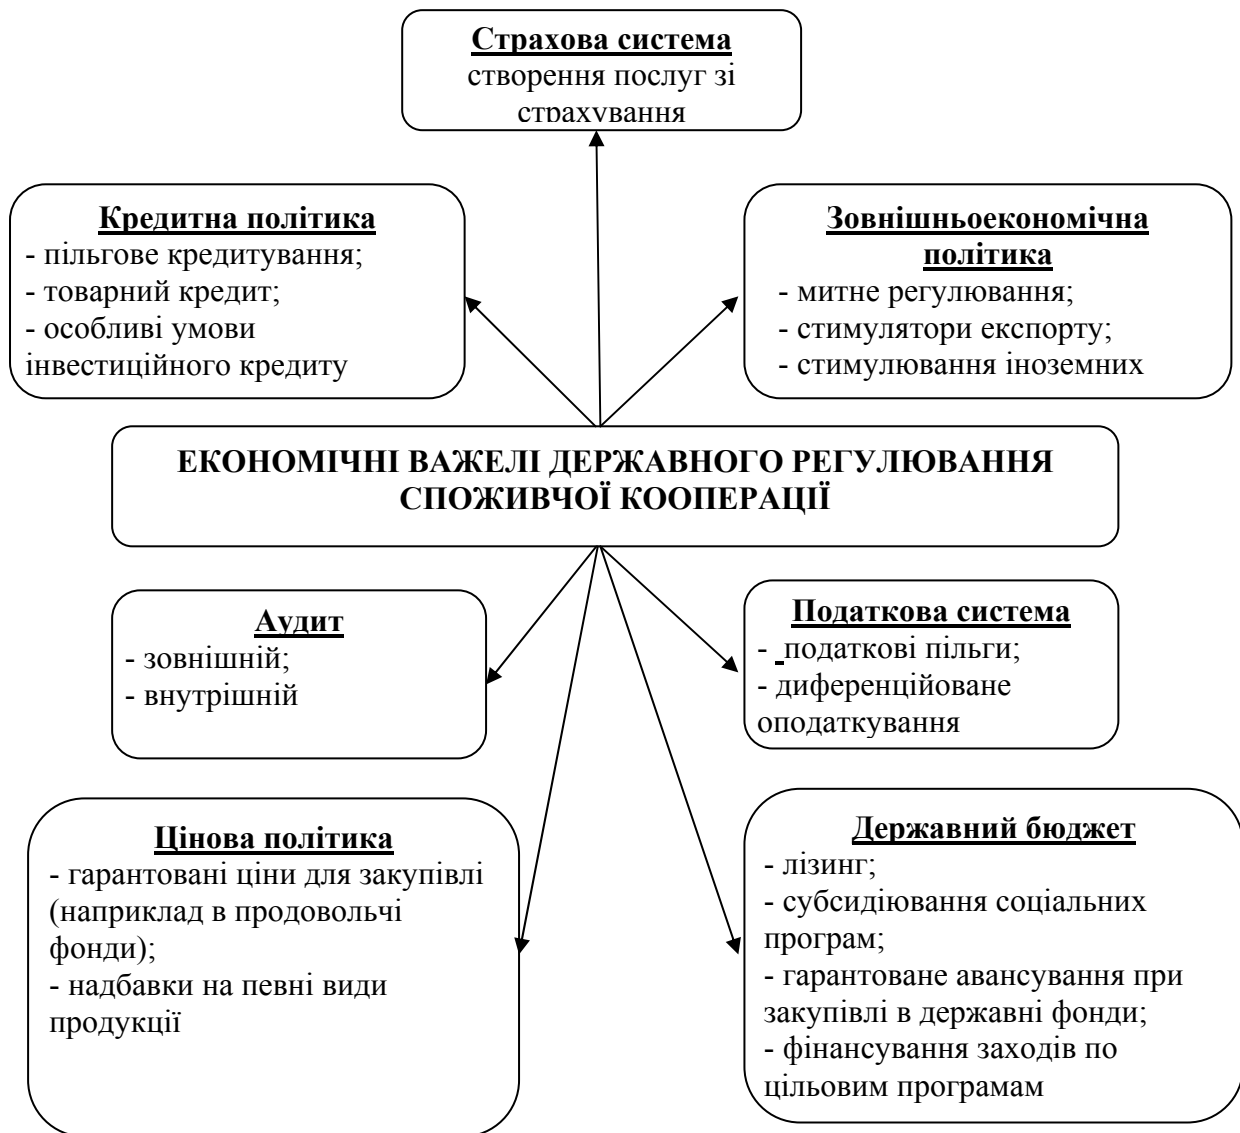 Страхова система
створення послуг зі
страхування
Кредитна політика
- пільгове кредитування;
- товарний кредит;
- особливі умови
інвестиційного кредиту
Зовнішньоекономічна
політика
- митне регулювання;
- стимулятори експорту;
- стимулювання іноземних
ЕКОНОМІЧНІ ВАЖЕЛІ ДЕРЖАВНОГО РЕГУЛЮВАННЯ
СПОЖИВЧОЇ КООПЕРАЦІЇ
Аудит
- зовнішній;
- внутрішній
Податкова система
- податкові пільги;
- диференційоване
оподаткування
Цінова політика
- гарантовані ціни для закупівлі
(наприклад в продовольчі
фонди);
- надбавки на певні види
продукції
Державний бюджет
- лізинг;
- субсидіювання соціальних
програм;
- гарантоване авансування при
закупівлі в державні фонди;
- фінансування заходів по
цільовим програмам